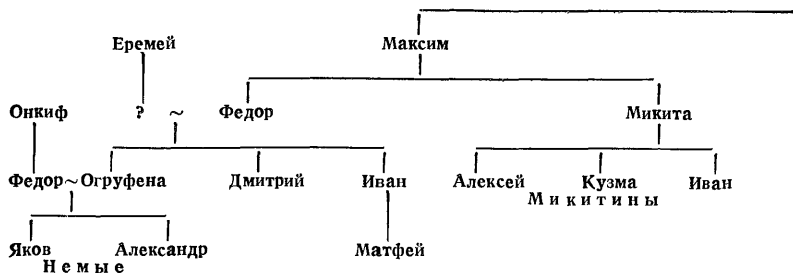 Еремей Максим
Онкиф ? ~ Федор Микита
Федор ~ Огруфена Дмитрий Иван Алексей Кузма Иван
Микитины
Яков Александр Матфей
Немые